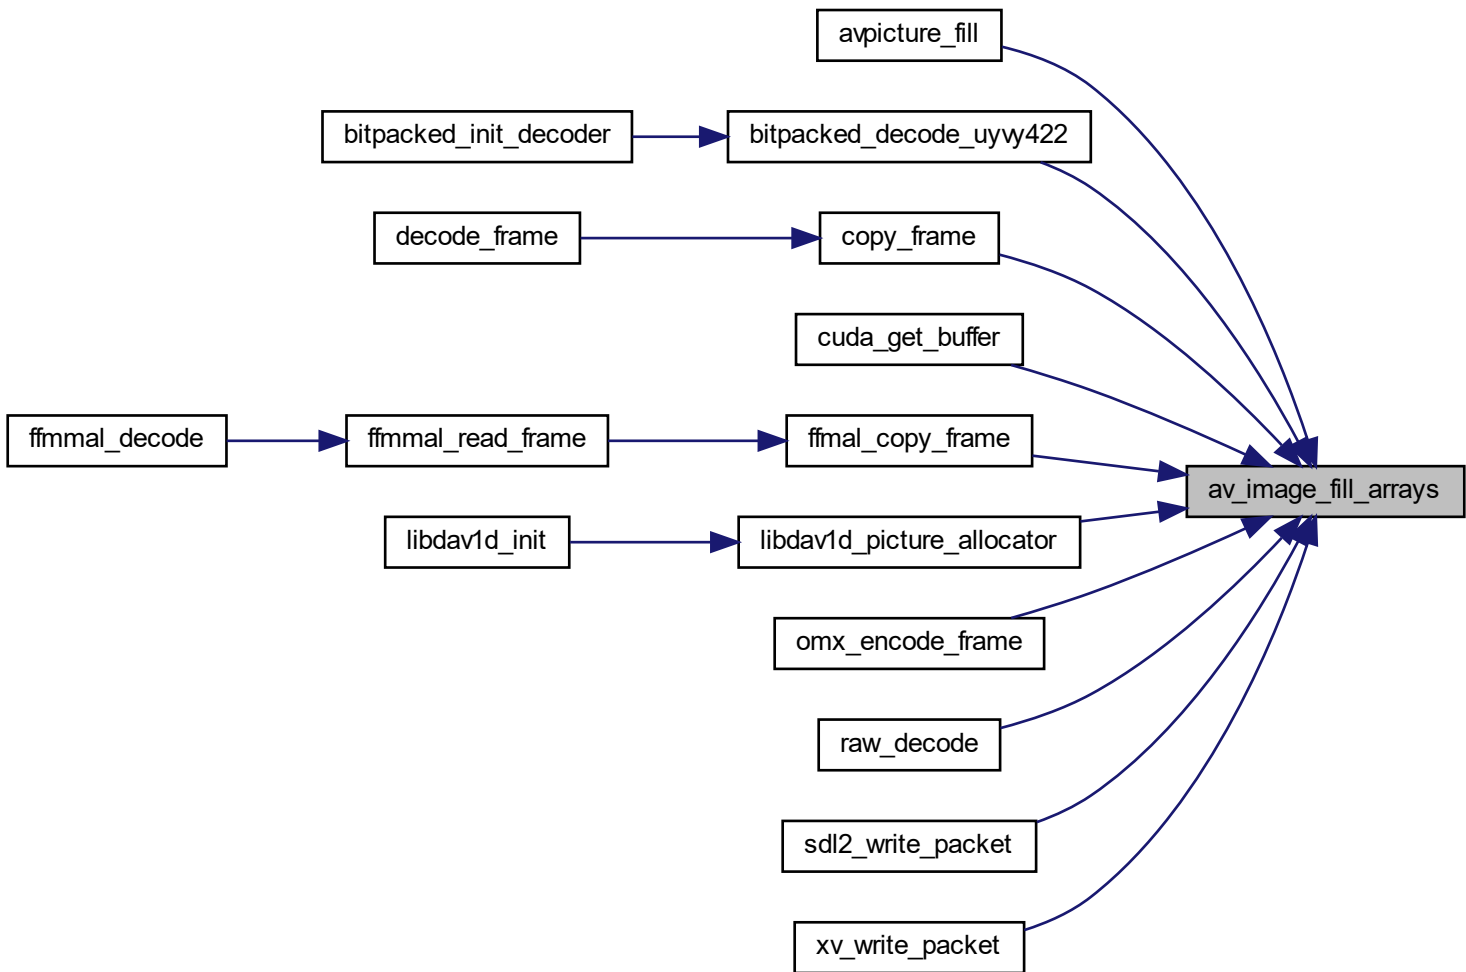 avpicture_fill
bitpacked_init_decoder
bitpacked_decode_uyvy422
decode_frame
copy_frame
cuda_get_buffer
ffmmal_decode
ffmmal_read_frame
ffmal_copy_frame
av_image_fill_arrays
libdav1d_init
libdav1d_picture_allocator
omx_encode_frame
raw_decode
sdl2_write_packet
xv_write_packet